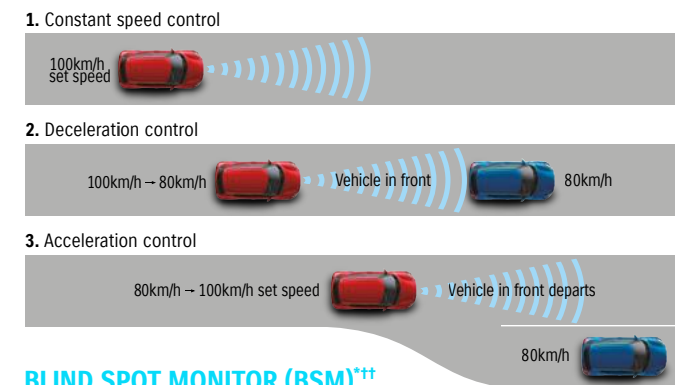 1. Constant speed control
100km/h
set speed
2. Deceleration control
100km/h → 80km/h
Vehicle in front
80km/h
3. Acceleration control
80km/h → 100km/h set speed
Vehicle in front departs
80km/h
BLIND SPOT MONITOR (BSM)*††